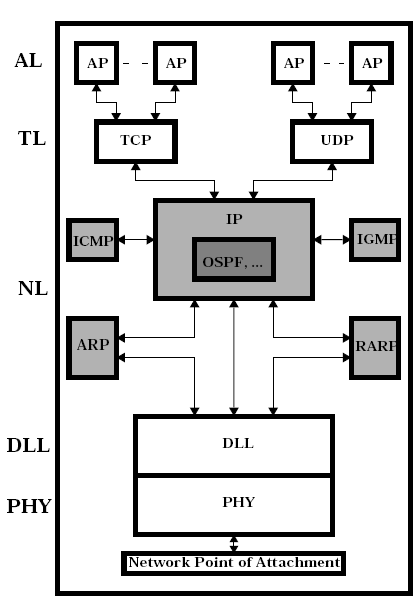 AL
AP - - AP AP - - AP
TL
TCP UDP
IP
ICMP IGMP
OSPF, ...
NL
ARP RARP
DLL
DLL
PHY
PHY
Network Point of Attachment